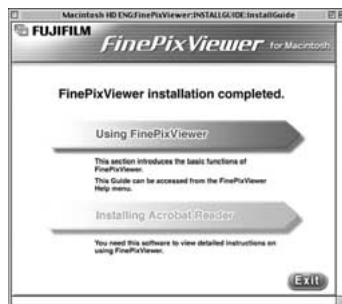 Macintosh HD ENG:FinePixViewer:INSTALLGUIDE:InstallGuide
FUJIFILM
FinePixViewer for Macintosh
FinePixViewer installation completed.
Using FinePixViewer
This section introduces the basic functions of
FinePixViewer.
This Guide can be accessed from the FinePixViewer
Help menu.
Installing Acrobat Reader
You need this software to view detailed instructions on
using FinePixViewer.
Exit